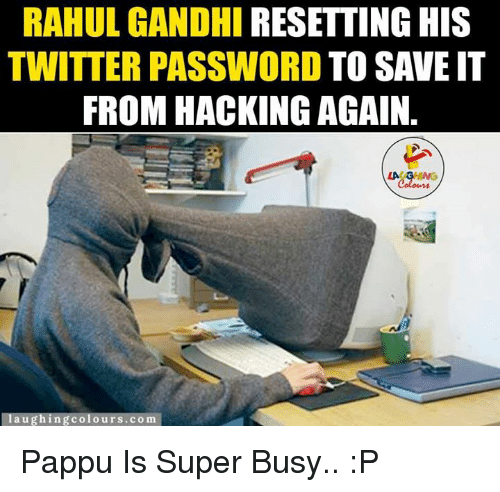 RAHUL GANDHI RESETTING HIS
TWITTER PASSWORD TO SAVE IT
FROM HACKING AGAIN.
LAUGHING
Colours
laughingcolours.com
Pappu Is Super Busy.. :P